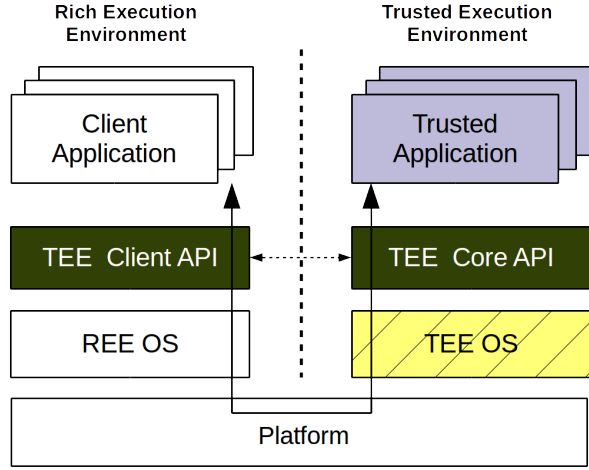 Rich Execution
Environment
Trusted Execution
Environment
Client
Application
Trusted
Application
TEE Client API
TEE Core API
REE OS
TEE OS
Platform